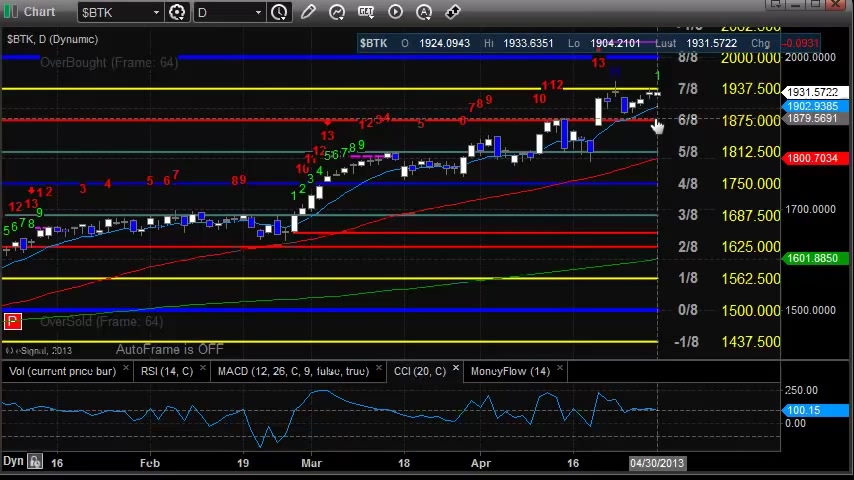 Chart $BTK D
$BTK, D (Dynamic)
$BTK O 1924.0943 Hi 1933.6351 Lo 1904.2101 Last 1931.5722 Chg -0.0931
OverBought (Frame: 64)
8/8 2000.000 2000.0000
7/8 1937.500 1931.5722
1902.9385
6/8 1875.000 1879.5691
5/8 1812.500 1800.7034
4/8 1750.000
3/8 1687.500 1700.0000
2/8 1625.000 1601.8850
1/8 1562.500
0/8 1500.000 1500.0000
-1/8 1437.500
P OverSold (Frame: 64)
© eSignal, 2013 AutoFrame is OFF
Vol (current price bar) RSI (14, C) MACD (12, 26, C, 9, false, true) CCI (20, C) MoneyFlow (14)
250.00
100.15
0.00
Dyn 16 Feb 19 Mar 18 Apr 16 04/30/2013